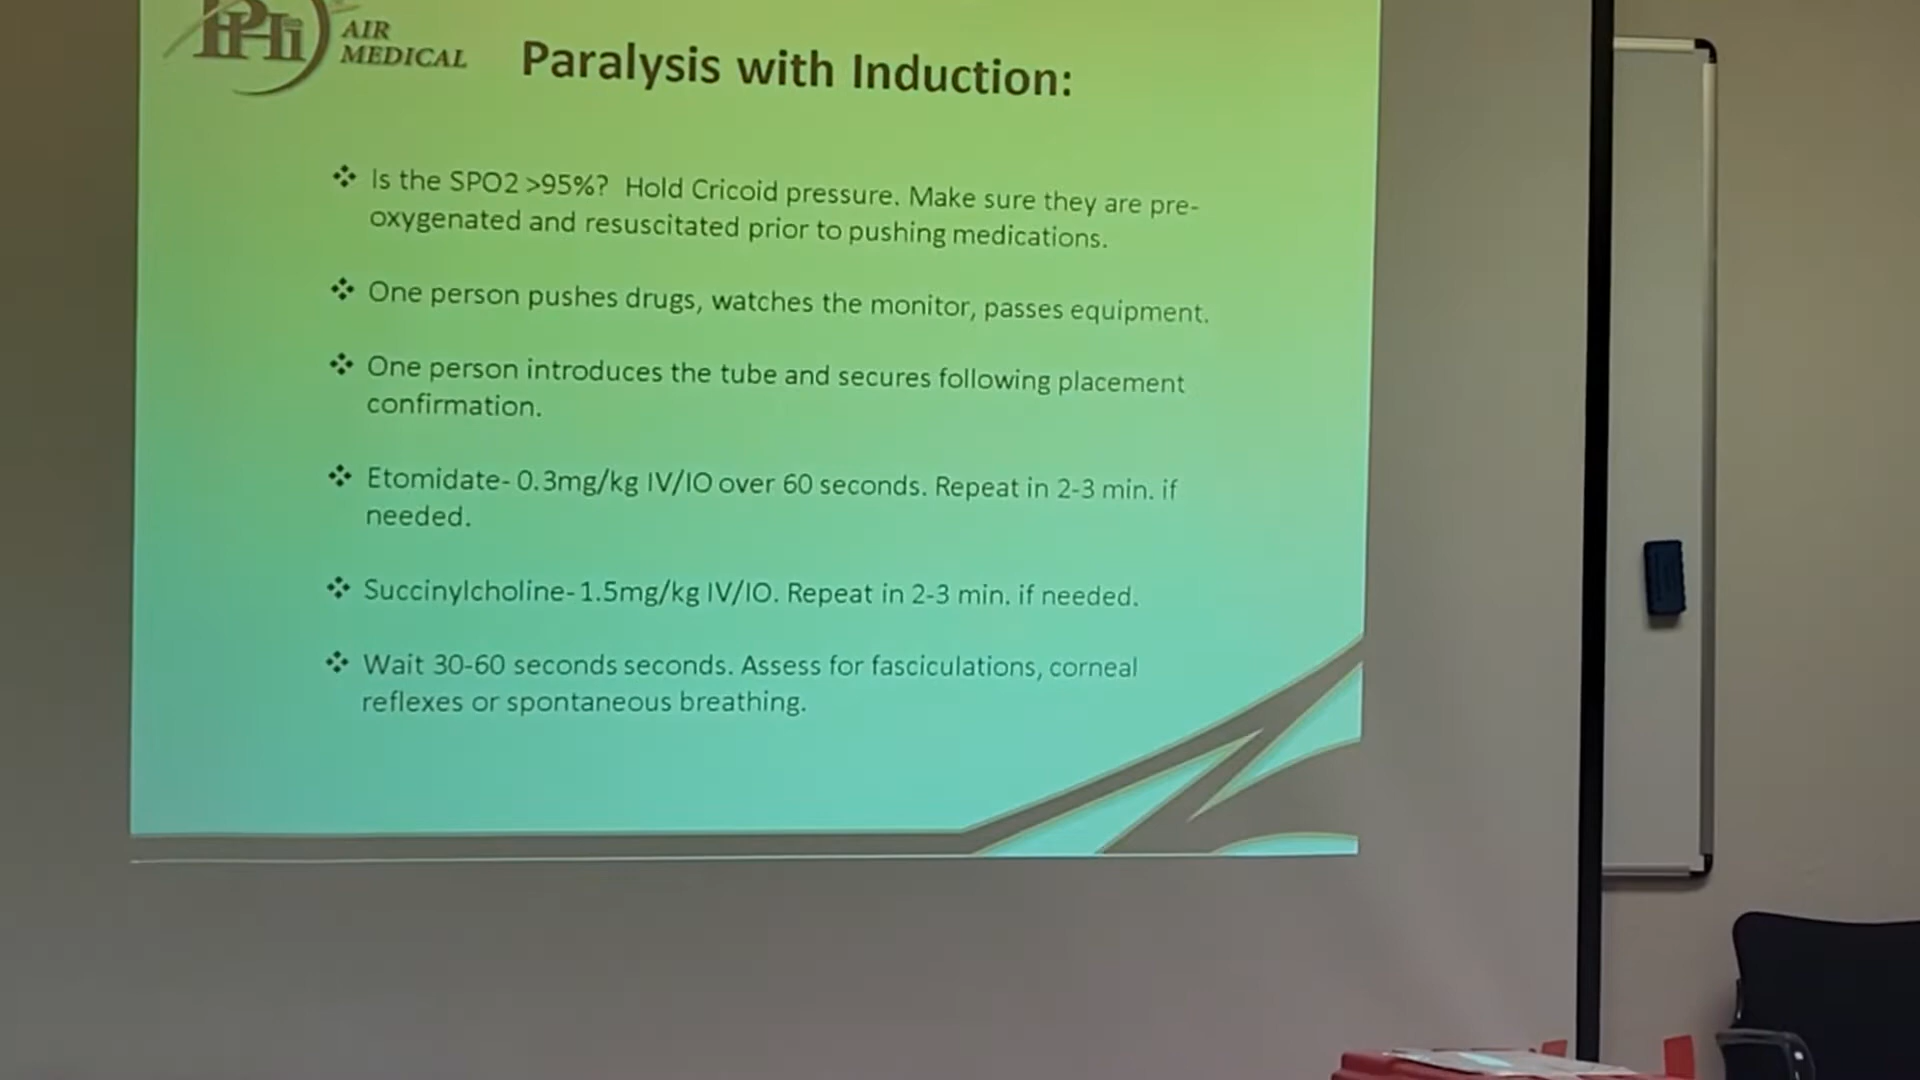 PHi AIR
MEDICAL
Paralysis with Induction:
❖ Is the SPO2 >95%? Hold Cricoid pressure. Make sure they are pre-
oxygenated and resuscitated prior to pushing medications.
❖ One person pushes drugs, watches the monitor, passes equipment.
❖ One person introduces the tube and secures following placement
confirmation.
❖ Etomidate- 0.3mg/kg IV/IO over 60 seconds. Repeat in 2-3 min. if
needed.
❖ Succinylcholine- 1.5mg/kg IV/IO. Repeat in 2-3 min. if needed.
❖ Wait 30-60 seconds seconds. Assess for fasciculations, corneal
reflexes or spontaneous breathing.